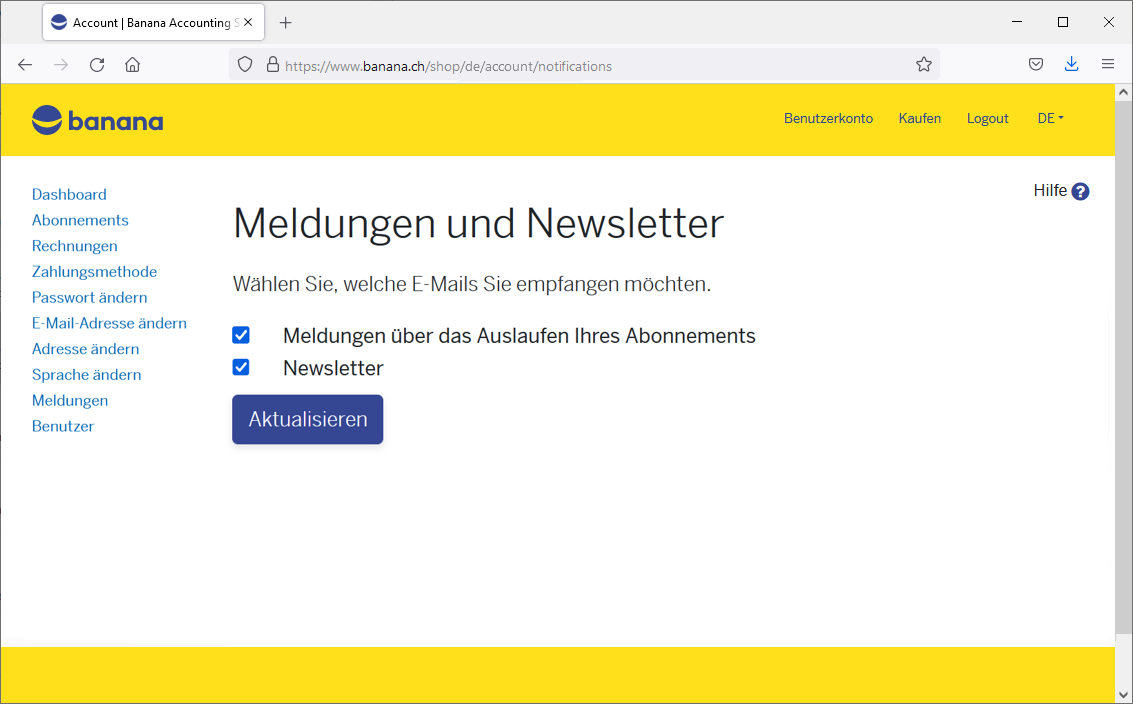 Account | Banana Accounting S
https://www.banana.ch/shop/de/account/notifications
banana
Benutzerkonto Kaufen Logout DE
Hilfe ?
Dashboard
Abonnements
Rechnungen
Zahlungsmethode
Passwort ändern
E-Mail-Adresse ändern
Adresse ändern
Sprache ändern
Meldungen
Benutzer
Meldungen und Newsletter
Wählen Sie, welche E-Mails Sie empfangen möchten.
Meldungen über das Auslaufen Ihres Abonnements
Newsletter
Aktualisieren